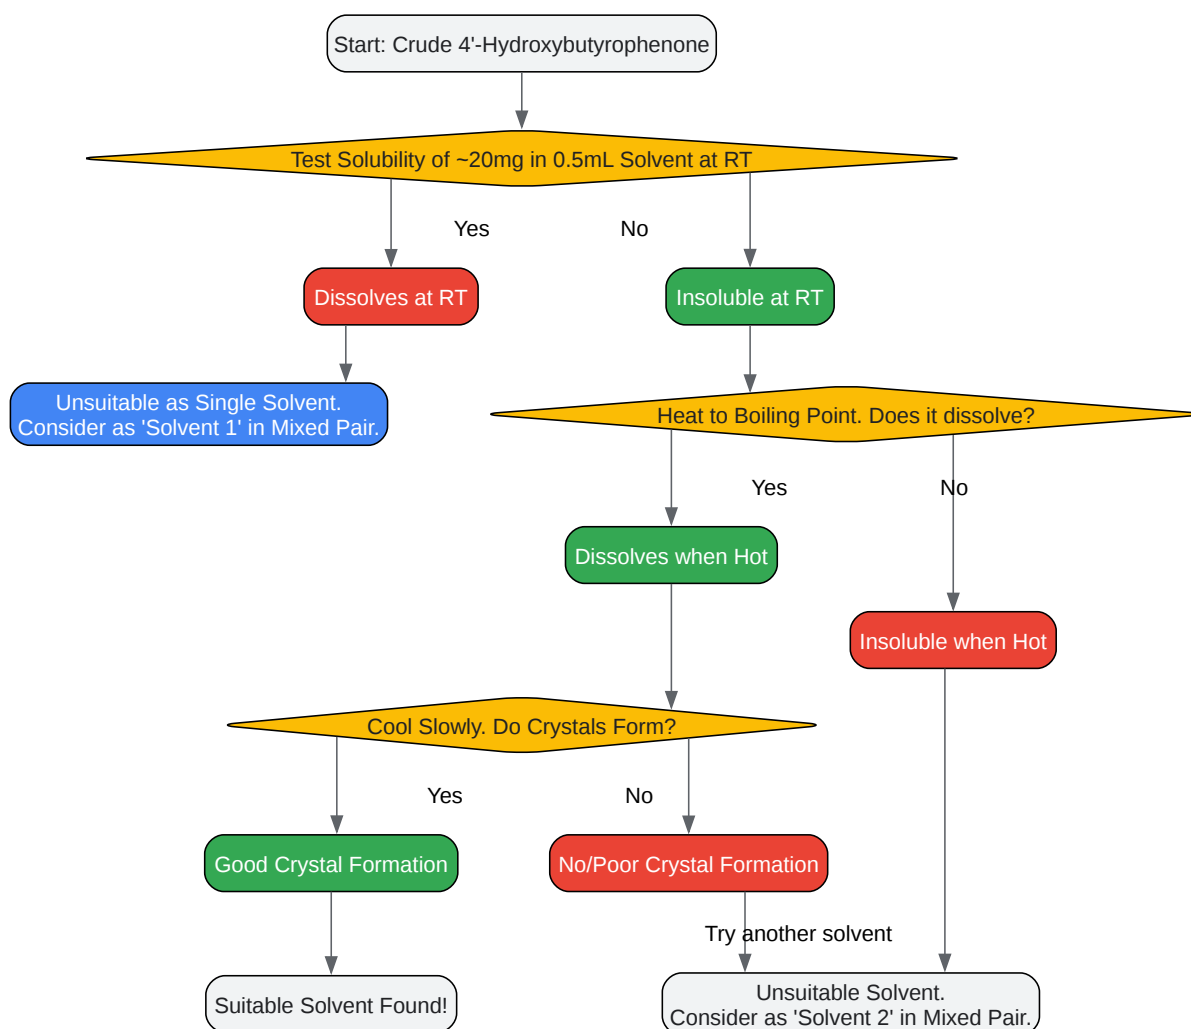 Start: Crude 4'-Hydroxybutyrophenone
Test Solubility of ~20mg in 0.5mL Solvent at RT
Yes
No
Dissolves at RT
Insoluble at RT
Unsuitable as Single Solvent.
Consider as 'Solvent 1' in Mixed Pair.
Heat to Boiling Point. Does it dissolve?
Yes
No
Dissolves when Hot
Insoluble when Hot
Cool Slowly. Do Crystals Form?
Yes
No
Good Crystal Formation
No/Poor Crystal Formation
Try another solvent
Suitable Solvent Found!
Unsuitable Solvent.
Consider as 'Solvent 2' in Mixed Pair.